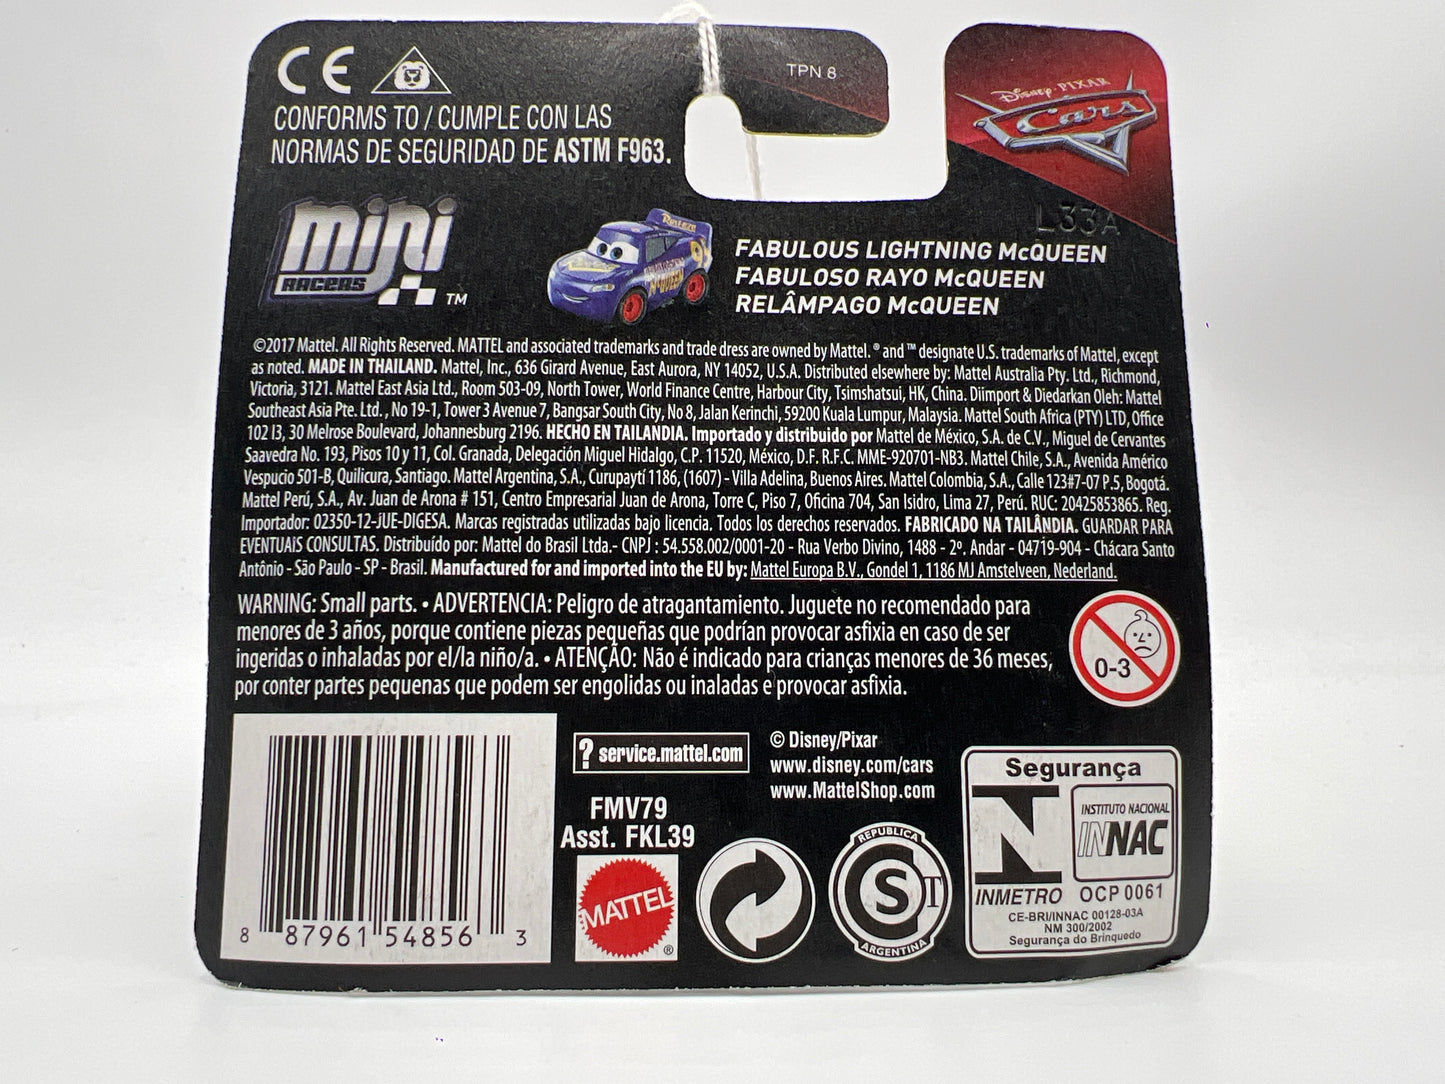 CE
TPN 8
Disney·PIXAR
Cars
CONFORMS TO / CUMPLE CON LAS
NORMAS DE SEGURIDAD DE ASTM F963.
L33A
mini
RACERS
™
FABULOUS LIGHTNING McQUEEN
FABULOSO RAYO McQUEEN
RELÂMPAGO McQUEEN
©2017 Mattel. All Rights Reserved. MATTEL and associated trademarks and trade dress are owned by Mattel. ® and ™ designate U.S. trademarks of Mattel, except
as noted. MADE IN THAILAND. Mattel, Inc., 636 Girard Avenue, East Aurora, NY 14052, U.S.A. Distributed elsewhere by: Mattel Australia Pty. Ltd., Richmond,
Victoria, 3121. Mattel East Asia Ltd., Room 503-09, North Tower, World Finance Centre, Harbour City, Tsimshatsui, HK, China. Diimport & Diedarkan Oleh: Mattel
Southeast Asia Pte. Ltd., No 19-1, Tower 3 Avenue 7, Bangsar South City, No 8, Jalan Kerinchi, 59200 Kuala Lumpur, Malaysia. Mattel South Africa (PTY) LTD, Office
102 I3, 30 Melrose Boulevard, Johannesburg 2196. HECHO EN TAILANDIA. Importado y distribuido por Mattel de México, S.A. de C.V., Miguel de Cervantes
Saavedra No. 193, Pisos 10 y 11, Col. Granada, Delegación Miguel Hidalgo, C.P. 11520, México, D.F. R.F.C. MME-920701-NB3. Mattel Chile, S.A., Avenida Américo
Vespucio 501-B, Quilicura, Santiago. Mattel Argentina, S.A., Curupaytí 1186, (1607) - Villa Adelina, Buenos Aires. Mattel Colombia, S.A., Calle 123#7-07 P.5, Bogotá.
Mattel Perú, S.A., Av. Juan de Arona # 151, Centro Empresarial Juan de Arona, Torre C, Piso 7, Oficina 704, San Isidro, Lima 27, Perú. RUC: 20425853865. Reg.
Importador: 02350-12-JUE-DIGESA. Marcas registradas utilizadas bajo licencia. Todos los derechos reservados. FABRICADO NA TAILÂNDIA. GUARDAR PARA
EVENTUAIS CONSULTAS. Distribuído por: Mattel do Brasil Ltda.- CNPJ : 54.558.002/0001-20 - Rua Verbo Divino, 1488 - 2º. Andar - 04719-904 - Chácara Santo
Antônio - São Paulo - SP - Brasil. Manufactured for and imported into the EU by: Mattel Europa B.V., Gondel 1, 1186 MJ Amstelveen, Nederland.
WARNING: Small parts. • ADVERTENCIA: Peligro de atragantamiento. Juguete no recomendado para
menores de 3 años, porque contiene piezas pequeñas que podrían provocar asfixia en caso de ser
ingeridas o inhaladas por el/la niño/a. • ATENÇÃO: Não é indicado para crianças menores de 36 meses,
por conter partes pequenas que podem ser engolidas ou inaladas e provocar asfixia.
0-3
8 87961 54856 3
? service.mattel.com
© Disney/Pixar
www.disney.com/cars
www.MattelShop.com
FMV79
Asst. FKL39
MATTEL
®
REPUBLICA
S T
ARGENTINA
Segurança
INSTITUTO NACIONAL
INNAC
INMETRO OCP 0061
CE-BRI/INNAC 00128-03A
NM 300/2002
Segurança do Brinquedo